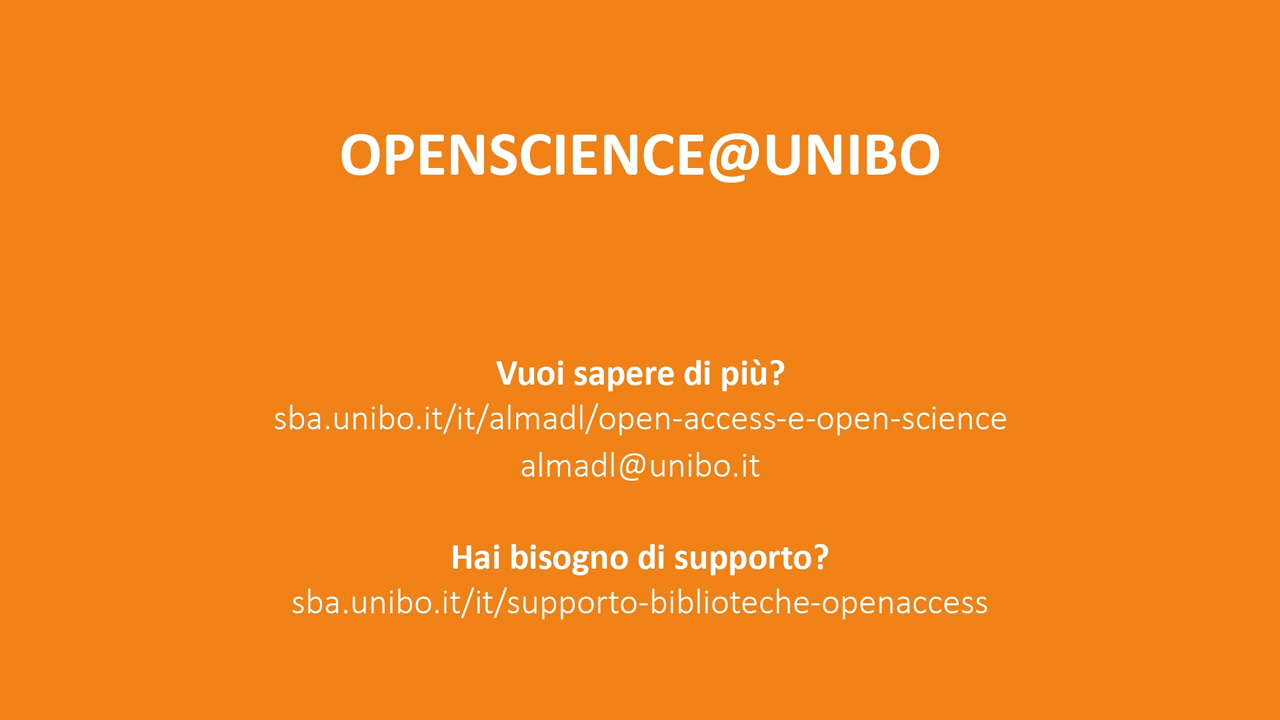 OPENSCIENCE@UNIBO
Vuoi sapere di più?
sba.unibo.it/it/almadl/open-access-e-open-science
almadl@unibo.it
Hai bisogno di supporto?
sba.unibo.it/it/supporto-biblioteche-openaccess